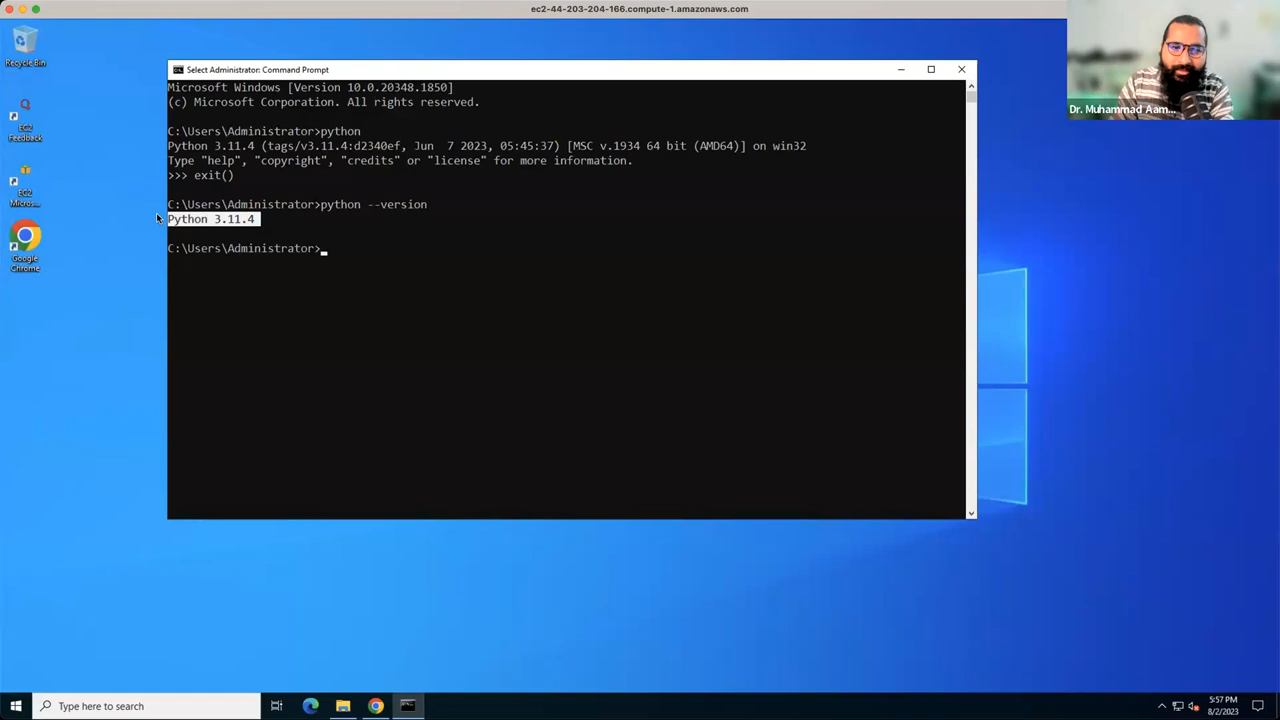 ec2-44-203-204-166.compute-1.amazonaws.com
Recycle Bin
EC2
Feedback
EC2
Micros...
Google
Chrome
Select Administrator: Command Prompt
Microsoft Windows [Version 10.0.20348.1850]
(c) Microsoft Corporation. All rights reserved.
C:\Users\Administrator>python
Python 3.11.4 (tags/v3.11.4:d2340ef, Jun  7 2023, 05:45:37) [MSC v.1934 64 bit (AMD64)] on win32
Type "help", "copyright", "credits" or "license" for more information.
>>> exit()
C:\Users\Administrator>python --version
Python 3.11.4
C:\Users\Administrator>
Dr. Muhammad Aam...
Type here to search
5:57 PM
8/2/2023